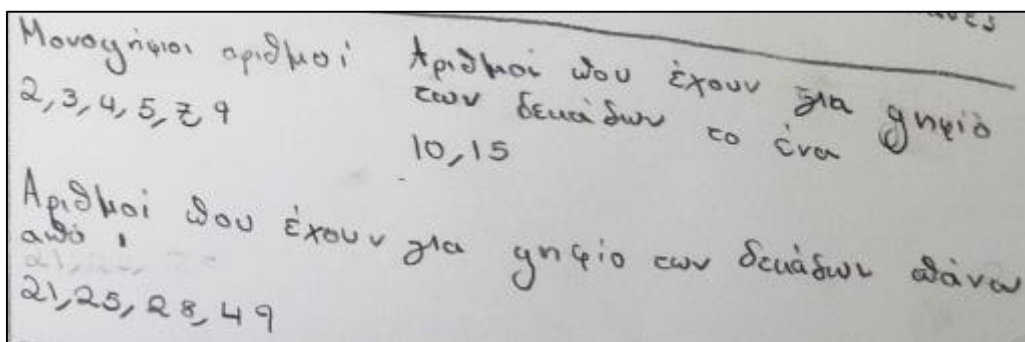 Μονοψήφιοι αριθμοί
2,3,4,5,7,9
Αριθμοί που έχουν για ψηφίο
των δεκάδων το ένα
10,15
Αριθμοί που έχουν για ψηφίο των δεκάδων πάνω
από 1
21,25,28,49